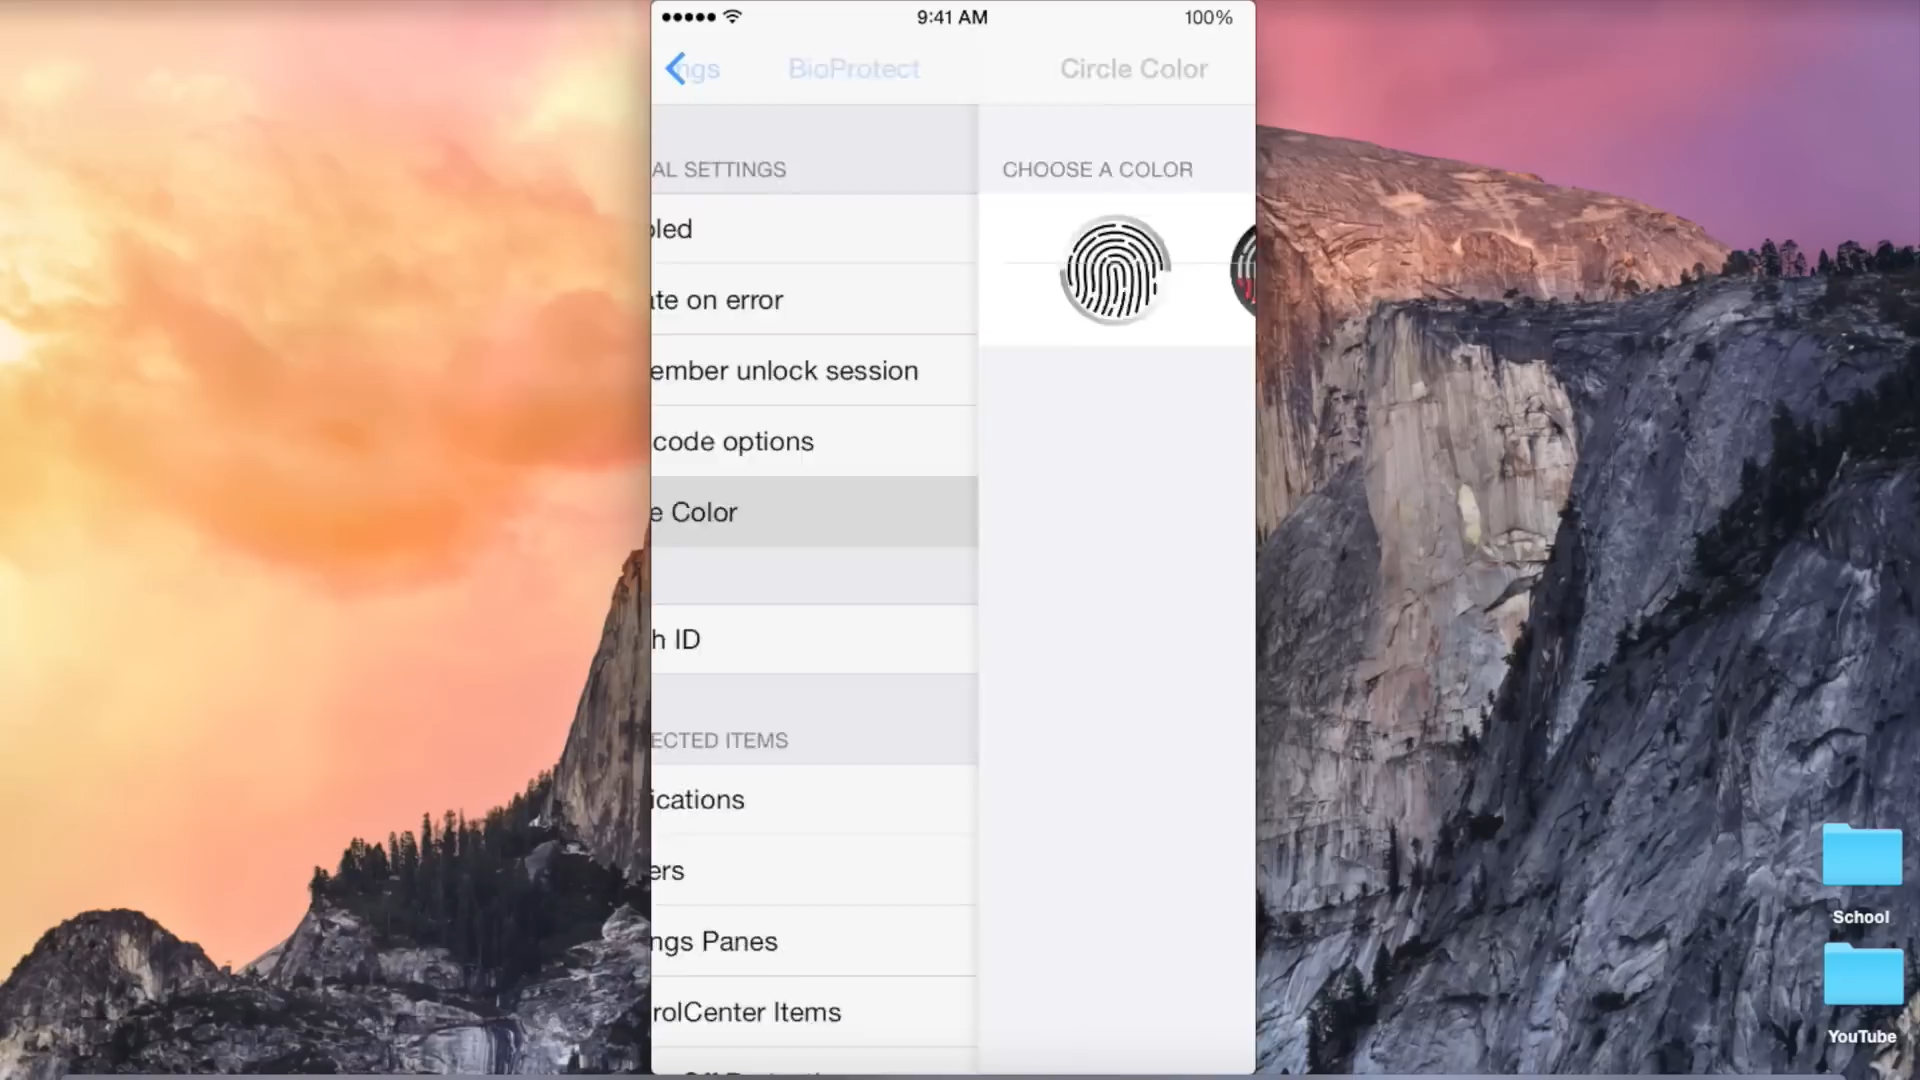 9:41 AM
100%
ngs
BioProtect
Circle Color
AL SETTINGS
CHOOSE A COLOR
bled
ate on error
ember unlock session
code options
e Color
h ID
ECTED ITEMS
ications
ers
ngs Panes
rolCenter Items
School
YouTube